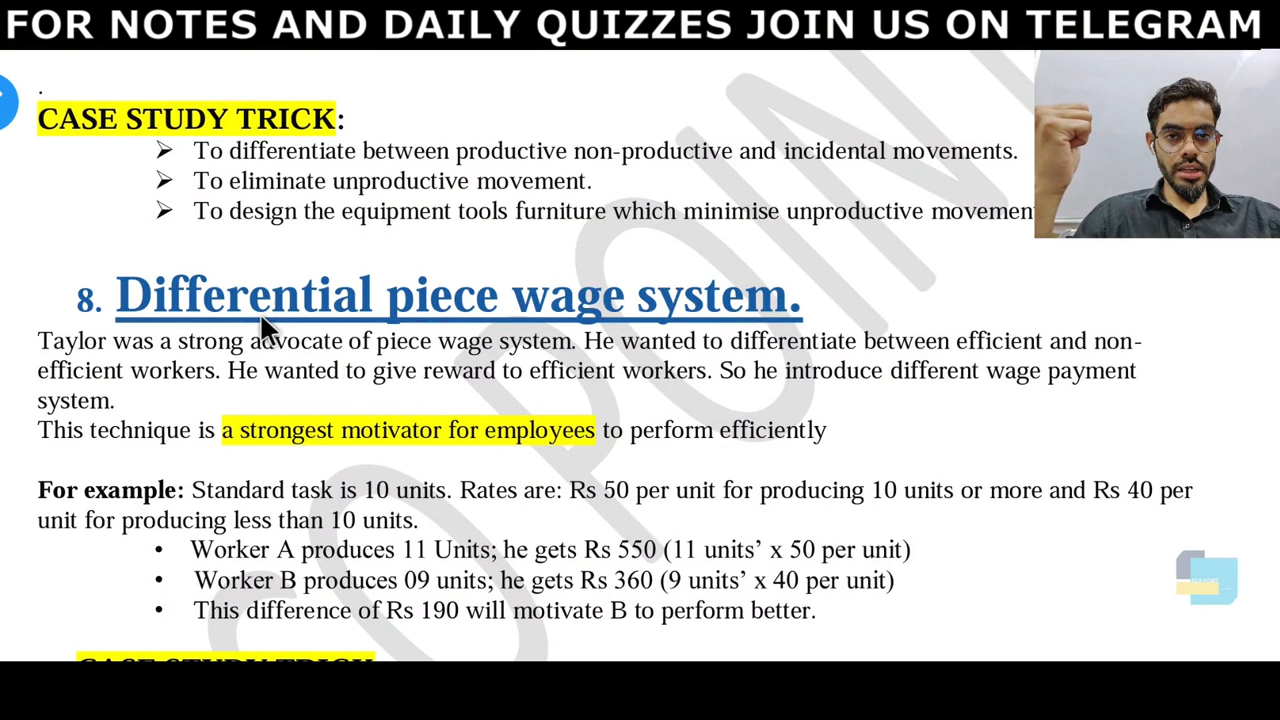 FOR NOTES AND DAILY QUIZZES JOIN US ON TELEGRAM
.
CASE STUDY TRICK:
➢ To differentiate between productive non-productive and incidental movements.
➢ To eliminate unproductive movement.
➢ To design the equipment tools furniture which minimise unproductive
8. Differential piece wage system.
Taylor was a strong advocate of piece wage system. He wanted to differentiate between efficient and non-
efficient workers. He wanted to give reward to efficient workers. So he introduce different wage payment
system.
This technique is a strongest motivator for employees to perform efficiently
For example: Standard task is 10 units. Rates are: Rs 50 per unit for producing 10 units or more and Rs 40 per
unit for producing less than 10 units.
• Worker A produces 11 Units; he gets Rs 550 (11 units’ x 50 per unit)
• Worker B produces 09 units; he gets Rs 360 (9 units’ x 40 per unit)
• This difference of Rs 190 will motivate B to perform better.
CASE STUDY TRICK